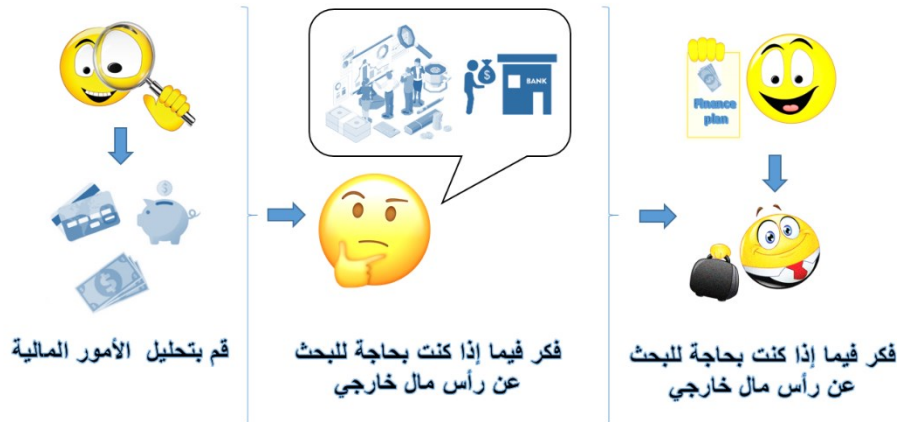 BANK
Finance
plan
قم بتحليل الأمور المالية
فكر فيما إذا كنت بحاجة للبحث
عن رأس مال خارجي
فكر فيما إذا كنت بحاجة للبحث
عن رأس مال خارجي